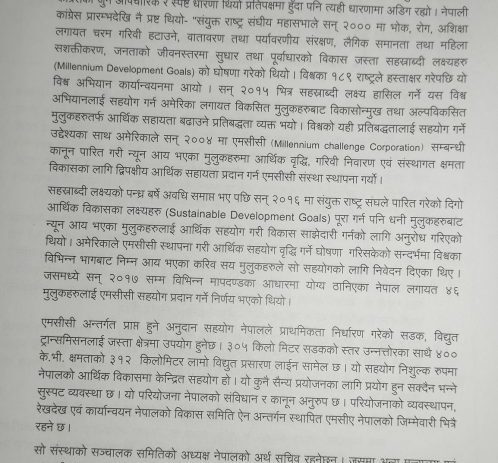 सुन औपचारिक र स्पष्ट धारणा थियो प्रतिपक्षमा हुँदा पनि त्यही धारणामा अडिग रह्यो । नेपाली
कांग्रेस प्रारम्भदेखि नै प्रष्ट थियो- "संयुक्त राष्ट्र संघीय महासभाले सन् २००० मा भोक, रोग, अशिक्षा
लगायत चरम गरिवी हटाउने, वातावरण तथा पर्यावरणीय संरक्षण, लैंगिक समानता तथा महिला
सशक्तीकरण, जनताको जीवनस्तरमा सुधार तथा पूर्वाधारको विकास जस्ता सहस्राब्दी लक्ष्यहरु
(Millennium Development Goals) को घोषणा गरेको थियो । विश्वका १८९ राष्ट्रले हस्ताक्षर गरेपछि यो
विश्व अभियान कार्यान्वयनमा आयो । सन् २०१५ भित्र सहस्राब्दी लक्ष्य हासिल गर्ने यस विश्व
अभियानलाई सहयोग गर्न अमेरिका लगायत विकसित मुलुकहरुबाट विकासोन्मुख तथा अल्पविकसित
मुलुकहरुतर्फ आर्थिक सहायता बढाउने प्रतिबद्धता व्यक्त भयो । विश्वको यही प्रतिबद्धतालाई सहयोग गर्ने
उद्देश्यका साथ अमेरिकाले सन् २००४ मा एमसीसी (Millennium challenge Corporation) सम्बन्धी
कानून पारित गरी न्यून आय भएका मुलुकहरुमा आर्थिक वृद्धि, गरिवी निवारण एवं संस्थागत क्षमता
विकासका लागि द्विपक्षीय आर्थिक सहायता प्रदान गर्न एमसीसी संस्था स्थापना गर्यो ।
सहस्राब्दी लक्ष्यको पन्ध्र बर्षे अवधि समाप्त भए पछि सन् २०१६ मा संयुक्त राष्ट्र संघले पारित गरेको दिगो
आर्थिक विकासका लक्ष्यहरु (Sustainable Development Goals) पूरा गर्न पनि धनी मुलुकहरुबाट
न्यून आय भएका मुलुकहरुलाई आर्थिक सहयोग गरी विकास साझेदारी गर्नको लागि अनुरोध गरिएको
थियो । अमेरिकाले एमसीसी स्थापना गरी आर्थिक सहयोग वृद्धि गर्ने घोषणा गरिसकेको सन्दर्भमा विश्वका
विभिन्न भागबाट निम्न आय भएका करिव सय मुलुकहरुले सो सहयोगको लागि निवेदन दिएका थिए ।
जसमध्ये सन् २०१७ सम्म विभिन्न मापदण्डका आधारमा योग्य ठानिएका नेपाल लगायत ४६
मुलुकहरुलाई एमसीसी सहयोग प्रदान गर्ने निर्णय भएको थियो ।
एमसीसी अन्तर्गत प्राप्त हुने अनुदान सहयोग नेपालले प्राथमिकता निर्धारण गरेको सडक, विद्युत
ट्रान्समिसनलाई जस्ता क्षेत्रमा उपयोग हुनेछ । ३०५ किलो मिटर सडकको स्तर उन्नत्तोरका साथै ४००
के.भी. क्षमताको ३१२ किलोमिटर लामो विद्युत प्रसारण लाईन सामेल छ । यो सहयोग निशुल्क रुपमा
नेपालको आर्थिक विकासमा केन्द्रित सहयोग हो । यो कुनै सैन्य प्रयोजनका लागि प्रयोग हुन सक्दैन भन्ने
सुस्पट व्यवस्था छ । यो परियोजना नेपालको संविधान र कानून अनुरुप छ । परियोजनाको व्यवस्थापन,
रेखदेख एवं कार्यान्वयन नेपालको विकास समिति ऐन अन्तर्गन स्थापित एमसीए नेपालको जिम्मेवारी भित्रै
रहने छ ।
सो संस्थाको सञ्चालक समितिको अध्यक्ष नेपालको अर्थ सचिव रहनेछन् । जसमा अन्य